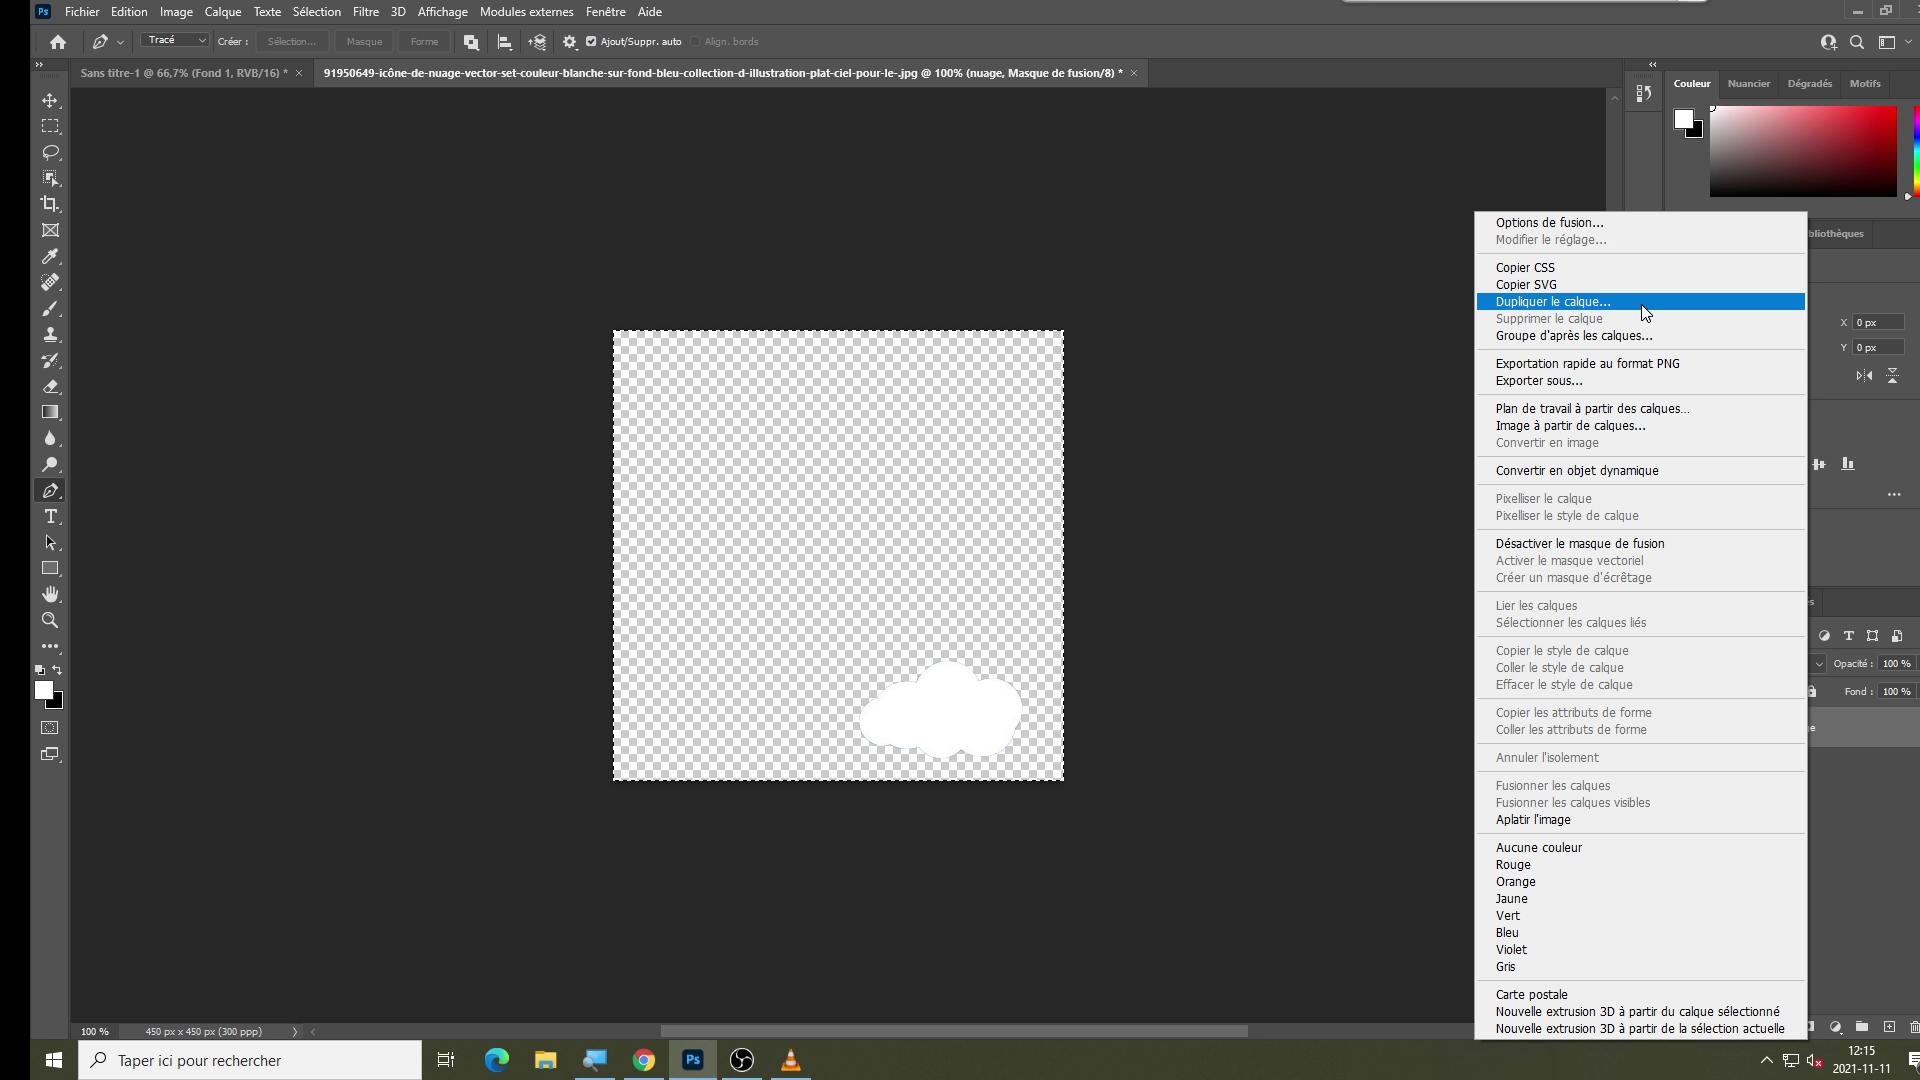 Ps Fichier Edition Image Calque Texte Sélection Filtre 3D Affichage Modules externes Fenêtre Aide
Tracé Créer : Sélection... Masque Forme Ajout/Suppr. auto Align. bords
Sans titre-1 @ 66,7% (Fond 1, RVB/16) * × 91950649-icône-de-nuage-vector-set-couleur-blanche-sur-fond-bleu-collection-d-illustration-plat-ciel-pour-le-.jpg @ 100% (nuage, Masque de fusion/8) * ×
Couleur Nuancier Dégradés Motifs
Options de fusion...
Modifier le réglage...
bliothèques
Copier CSS
Copier SVG
Dupliquer le calque...
Supprimer le calque
X 0 px
Groupe d'après les calques...
Y 0 px
Exportation rapide au format PNG
Exporter sous...
Plan de travail à partir des calques...
Image à partir de calques...
Convertir en image
Convertir en objet dynamique
Pixelliser le calque
Pixelliser le style de calque
Désactiver le masque de fusion
Activer le masque vectoriel
Créer un masque d'écrêtage
Lier les calques
Sélectionner les calques liés
Copier le style de calque
Opacité : 100 %
Coller le style de calque
Effacer le style de calque
Fond : 100 %
Copier les attributs de forme
Coller les attributs de forme
Annuler l'isolement
Fusionner les calques
Fusionner les calques visibles
Aplatir l'image
Aucune couleur
Rouge
Orange
Jaune
Vert
Bleu
Violet
Gris
Carte postale
Nouvelle extrusion 3D à partir du calque sélectionné
Nouvelle extrusion 3D à partir de la sélection actuelle
100 % 450 px x 450 px (300 ppp)
Taper ici pour rechercher
Ps
12:15
2021-11-11